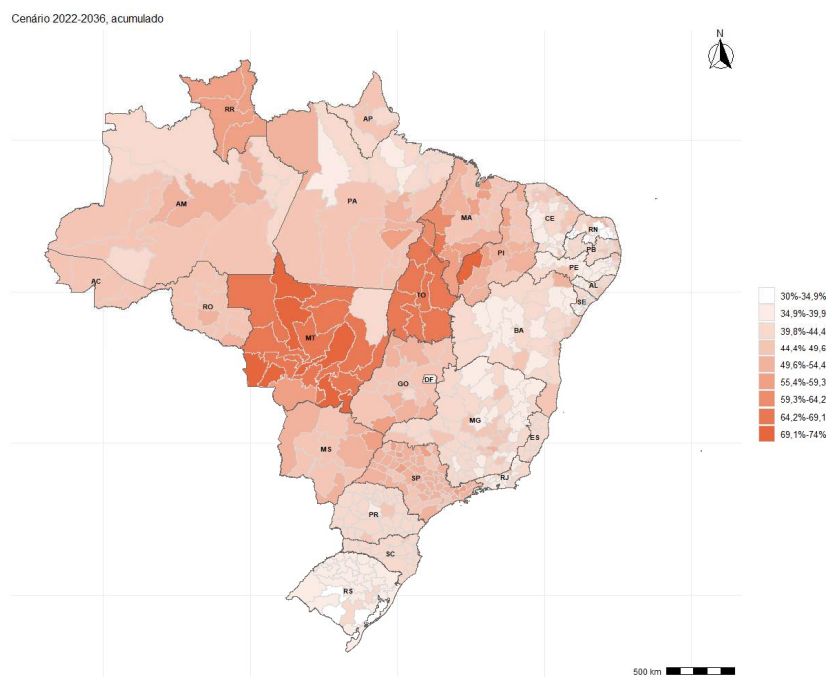 Cenário 2022-2036, acumulado
N
RR
AP
AM
PA
MA
CE
RN
PB
PI
PE
AL
SE
AC
RO
TO
BA
MT
GO
DF
MG
ES
MS
SP
RJ
PR
SC
RS
30%-34,9%
34,9%-39,9
39,8%-44,4
44,4% -49,6
49,6%-54,4
55,4%-59,3
59,3%-64,2
64,2%-69,1
69,1%-74%
500 km